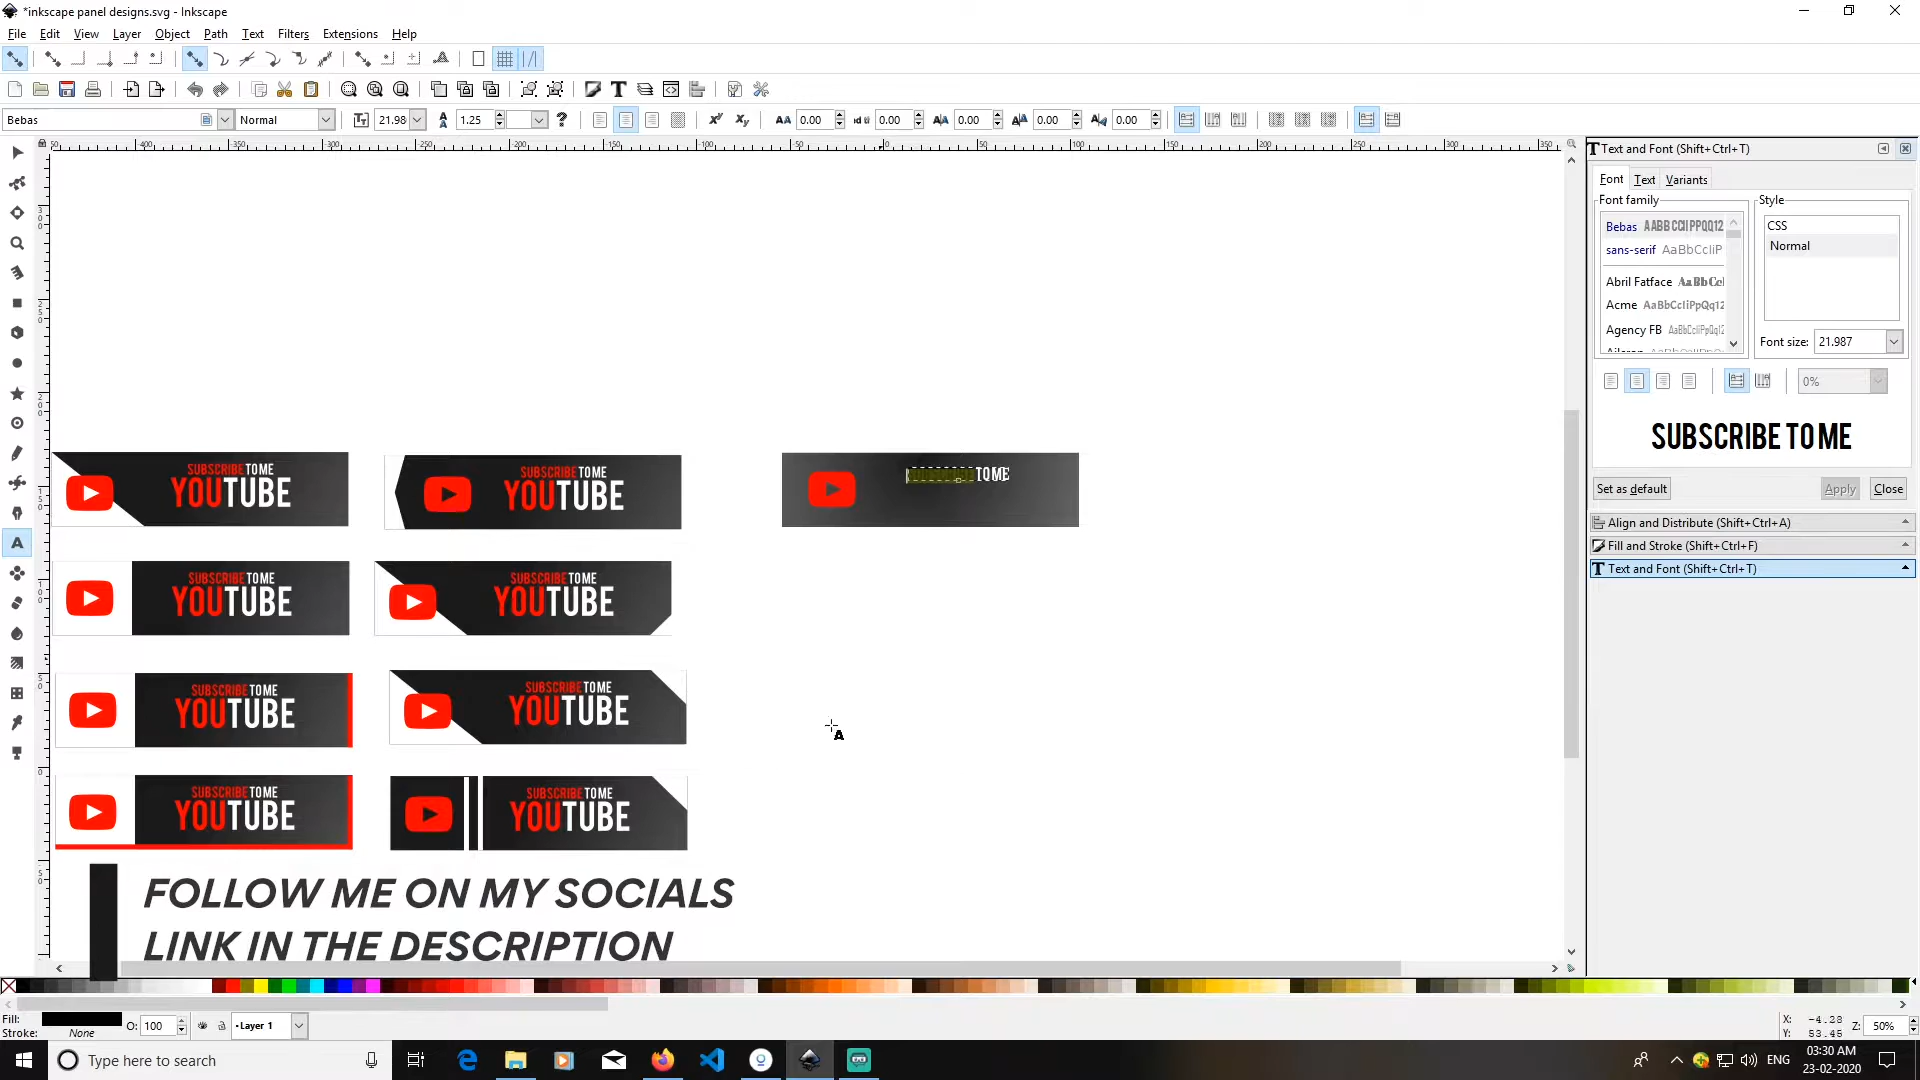 *inkscape panel designs.svg - Inkscape
File Edit View Layer Object Path Text Filters Extensions Help
Bebas Normal 21.98 1.25 0.00 0.00 0.00 0.00 0.00
Text and Font (Shift+Ctrl+T)
Font Text Variants
Font family Style
Bebas AABBCCIIPPQQ12
sans-serif AaBbCcIiP
Abril Fatface AaBbCcI
Acme AaBbCcIiPpQq12
Agency FB AaBbCcIiPpQq12
CSS
Normal
Font size: 21.987
0%
SUBSCRIBE TO ME
Set as default Apply Close
Align and Distribute (Shift+Ctrl+A)
Fill and Stroke (Shift+Ctrl+F)
Text and Font (Shift+Ctrl+T)
SUBSCRIBE TO ME
YOUTUBE
SUBSCRIBE TO ME
YOUTUBE
TO ME
SUBSCRIBE TO ME
YOUTUBE
SUBSCRIBE TO ME
YOUTUBE
SUBSCRIBE TO ME
YOUTUBE
SUBSCRIBE TO ME
YOUTUBE
SUBSCRIBE TO ME
YOUTUBE
SUBSCRIBE TO ME
YOUTUBE
FOLLOW ME ON MY SOCIALS
LINK IN THE DESCRIPTION
Fill:
Stroke: None
O: 100
Layer 1
X: -4.28
Y: 53.45
Z: 50%
Type here to search
ENG
03:30 AM
23-02-2020